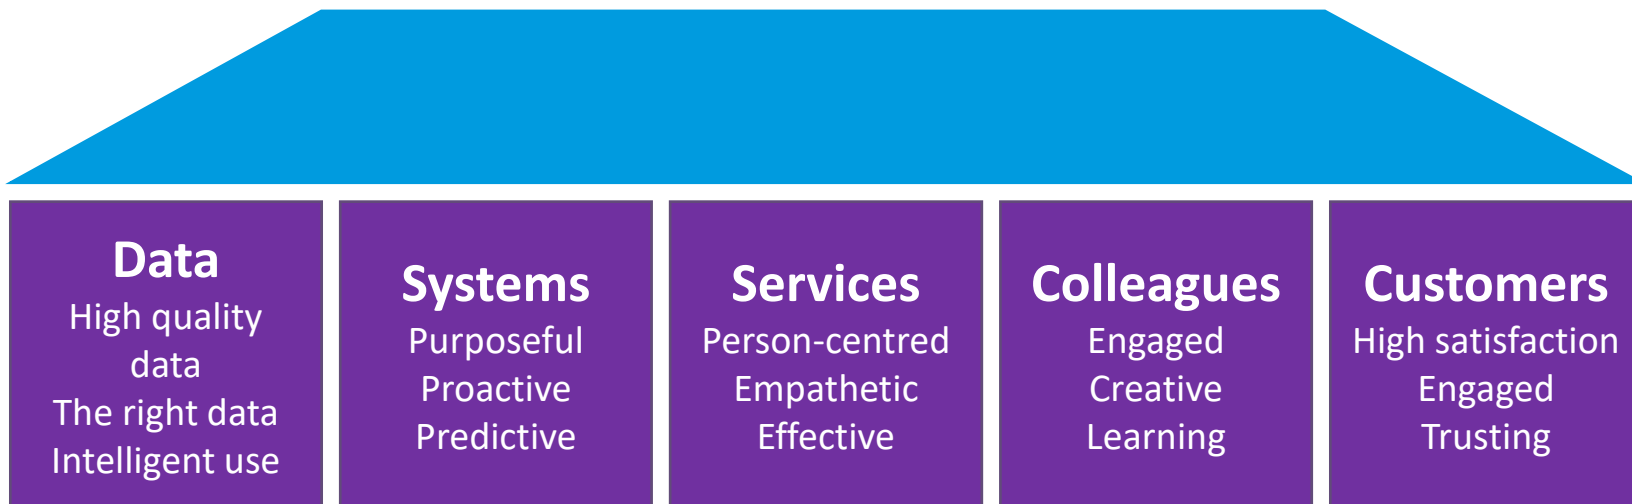 Data
High quality
data
The right data
Intelligent use
Systems
Purposeful
Proactive
Predictive
Services
Person-centred
Empathetic
Effective
Colleagues
Engaged
Creative
Learning
Customers
High satisfaction
Engaged
Trusting